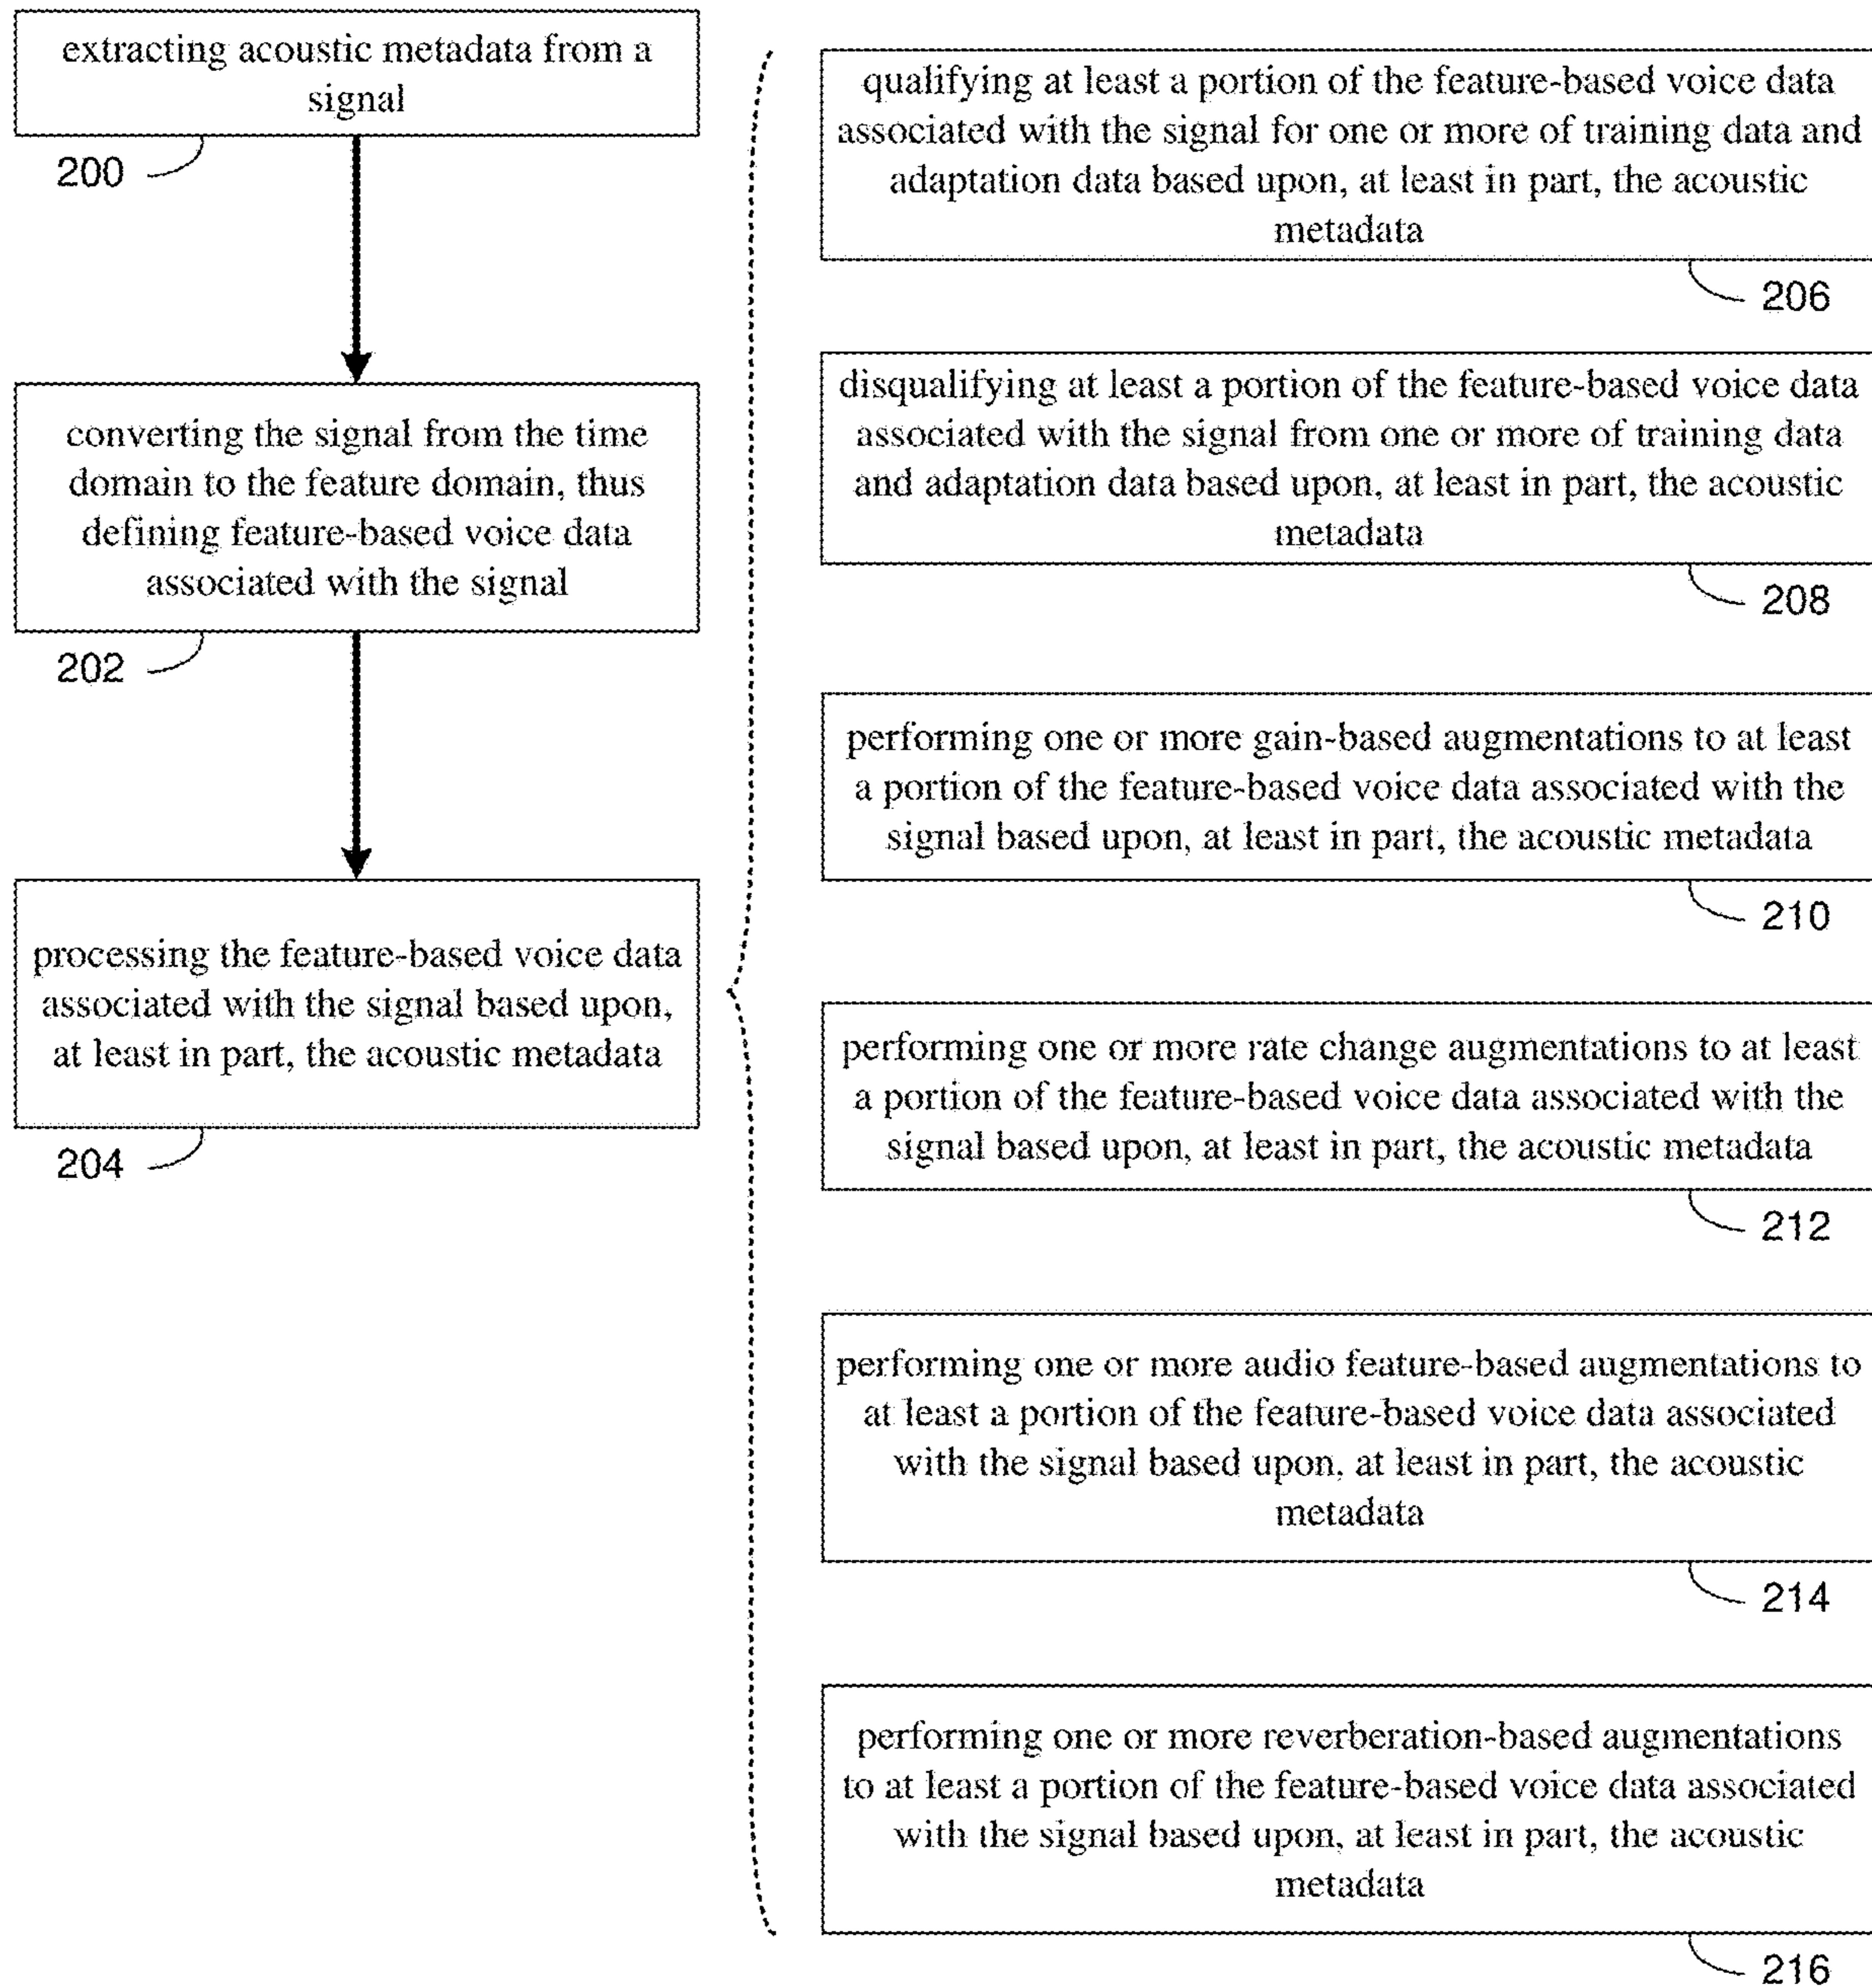 extracting acoustic metadata from a
signal
200
converting the signal from the time
domain to the feature domain, thus
defining feature-based voice data
associated with the signal
202
processing the feature-based voice data
associated with the signal based upon,
at least in part, the acoustic metadata
204
qualifying at least a portion of the feature-based voice data
associated with the signal for one or more of training data and
adaptation data based upon, at least in part, the acoustic
metadata
206
disqualifying at least a portion of the feature-based voice data
associated with the signal from one or more of training data
and adaptation data based upon, at least in part, the acoustic
metadata
208
performing one or more gain-based augmentations to at least
a portion of the feature-based voice data associated with the
signal based upon, at least in part, the acoustic metadata
210
performing one or more rate change augmentations to at least
a portion of the feature-based voice data associated with the
signal based upon, at least in part, the acoustic metadata
212
performing one or more audio feature-based augmentations to
at least a portion of the feature-based voice data associated
with the signal based upon, at least in part, the acoustic
metadata
214
performing one or more reverberation-based augmentations
to at least a portion of the feature-based voice data associated
with the signal based upon, at least in part, the acoustic
metadata
216